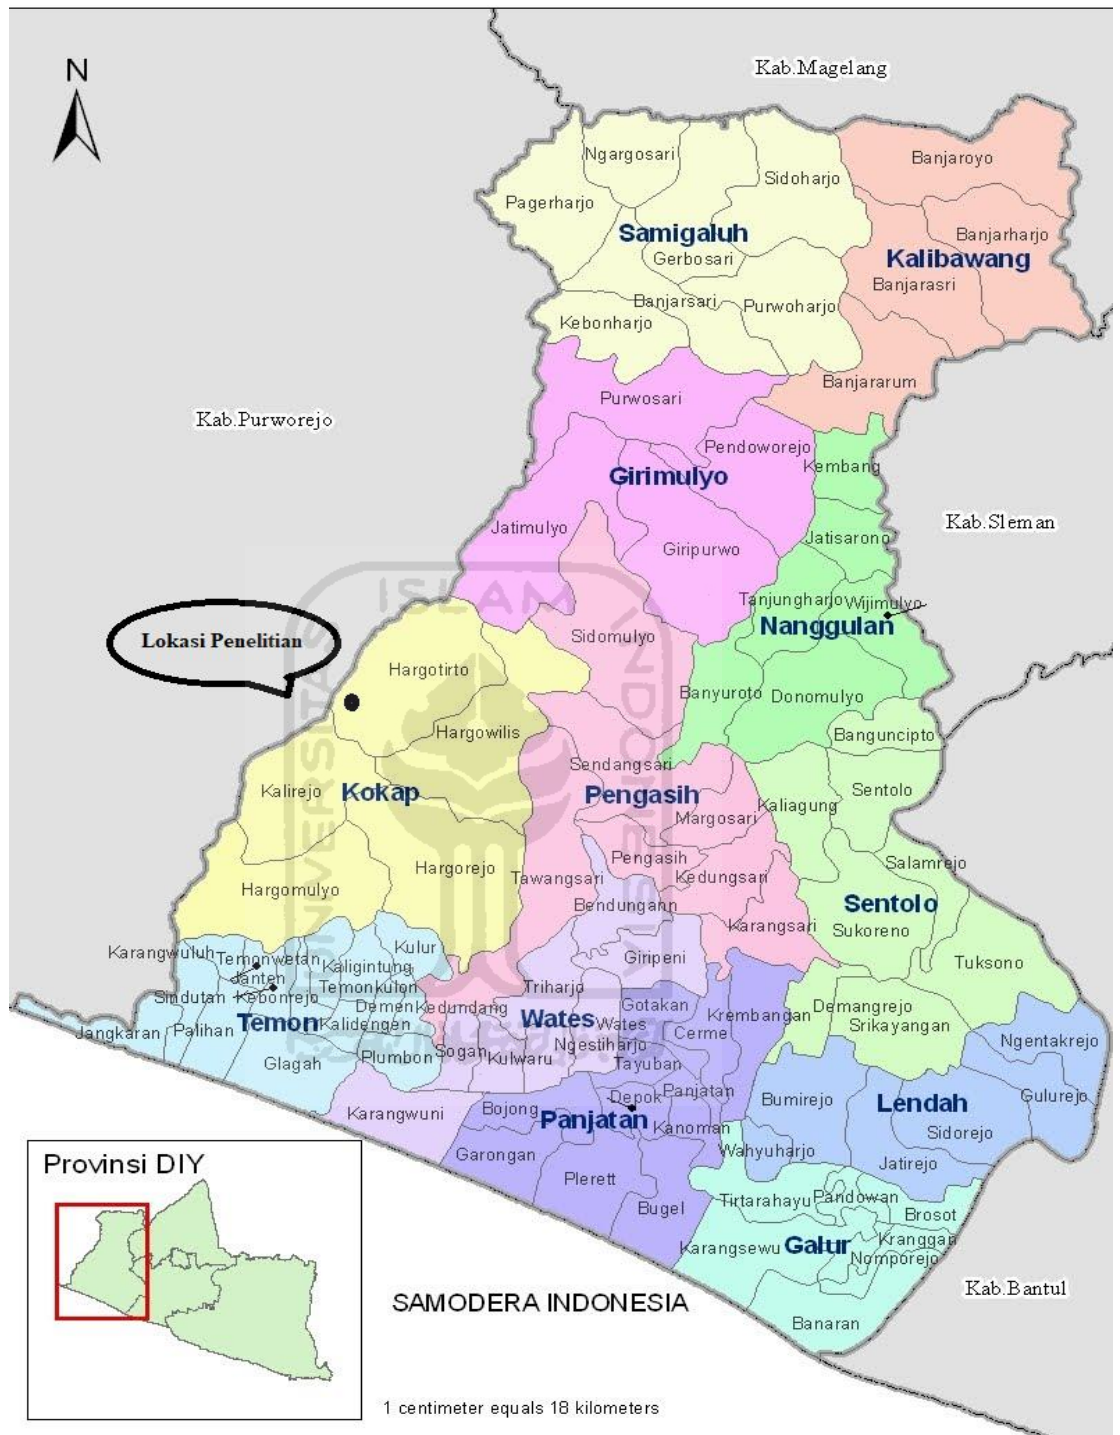 N
Kab.Magelang
Ngargosari
Banjaroyo
Sidoharjo
Pagerharjo
Samigaluh
Banjarharjo
Gerbosari
Kalibawang
Banjarasri
Banjarsari
Purwoharjo
Kebonharjo
Banjararum
Purwosari
Kab.Purworejo
Pendoworejo
Kembang
Girimulyo
Jatimulyo
Kab.Sleman
Jatisarono
Giripurwo
Tanjungharjo
Wijimulyo
Nanggulan
Lokasi Penelitian
Sidomulyo
Hargotirto
Banyuroto
Donomulyo
Hargowilis
Banguncipto
Sendangsari
Kalirejo
Kokap
Pengasih
Kaliagung
Sentolo
Margosari
Pengasih
Salamrejo
Hargorejo
Tawangsari
Kedungsari
Hargomulyo
Bendungann
Sentolo
Karangsari
Sukoreno
Karangwuluh
Temonwetan
Kulur
Kaligintung
Giripeni
Tuksono
Janten
Temonkulon
Triharjo
Sindutan
Kebonrejo
Demen
Kedundang
Gotakan
Krembangan
Demangrejo
Jangkaran
Palihan
Temon
Kalidengen
Wates
Wates
Cerme
Srikayangan
Ngentakrejo
Glagah
Plumbon
Sogan
Kulwaru
Ngestiharjo
Tayuban
Karangwuni
Bojong
Depok
Panjatan
Bumirejo
Lendah
Gulurejo
Panjatan
Kanoman
Sidorejo
Garongan
Wahyuharjo
Jatirejo
Plerett
Bugel
Tirtarahayu
Pandowan
Brosot
Karangsewu
Galur
Kranggan
Nomporejo
Kab.Bantul
Banaran
SAMODERA INDONESIA
Provinsi DIY
1 centimeter equals 18 kilometers
UNIVERSITAS
ISLAM
INDONESIA